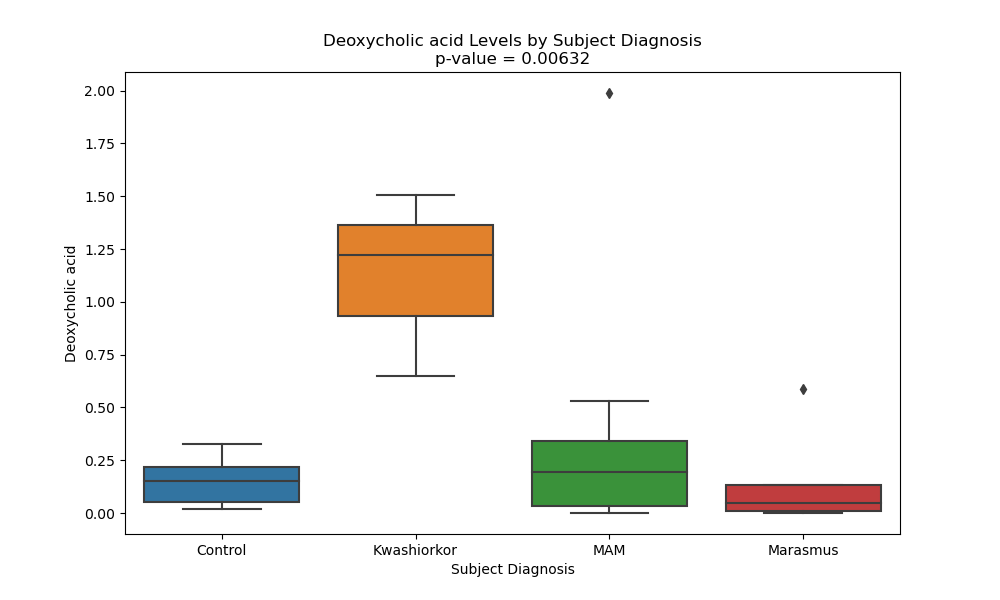 Deoxycholic acid Levels by Subject Diagnosis
p-value = 0.00632
2.00
1.75
1.50
1.25
1.00
0.75
0.50
0.25
0.00
Deoxycholic acid
Control
Kwashiorkor
MAM
Marasmus
Subject Diagnosis